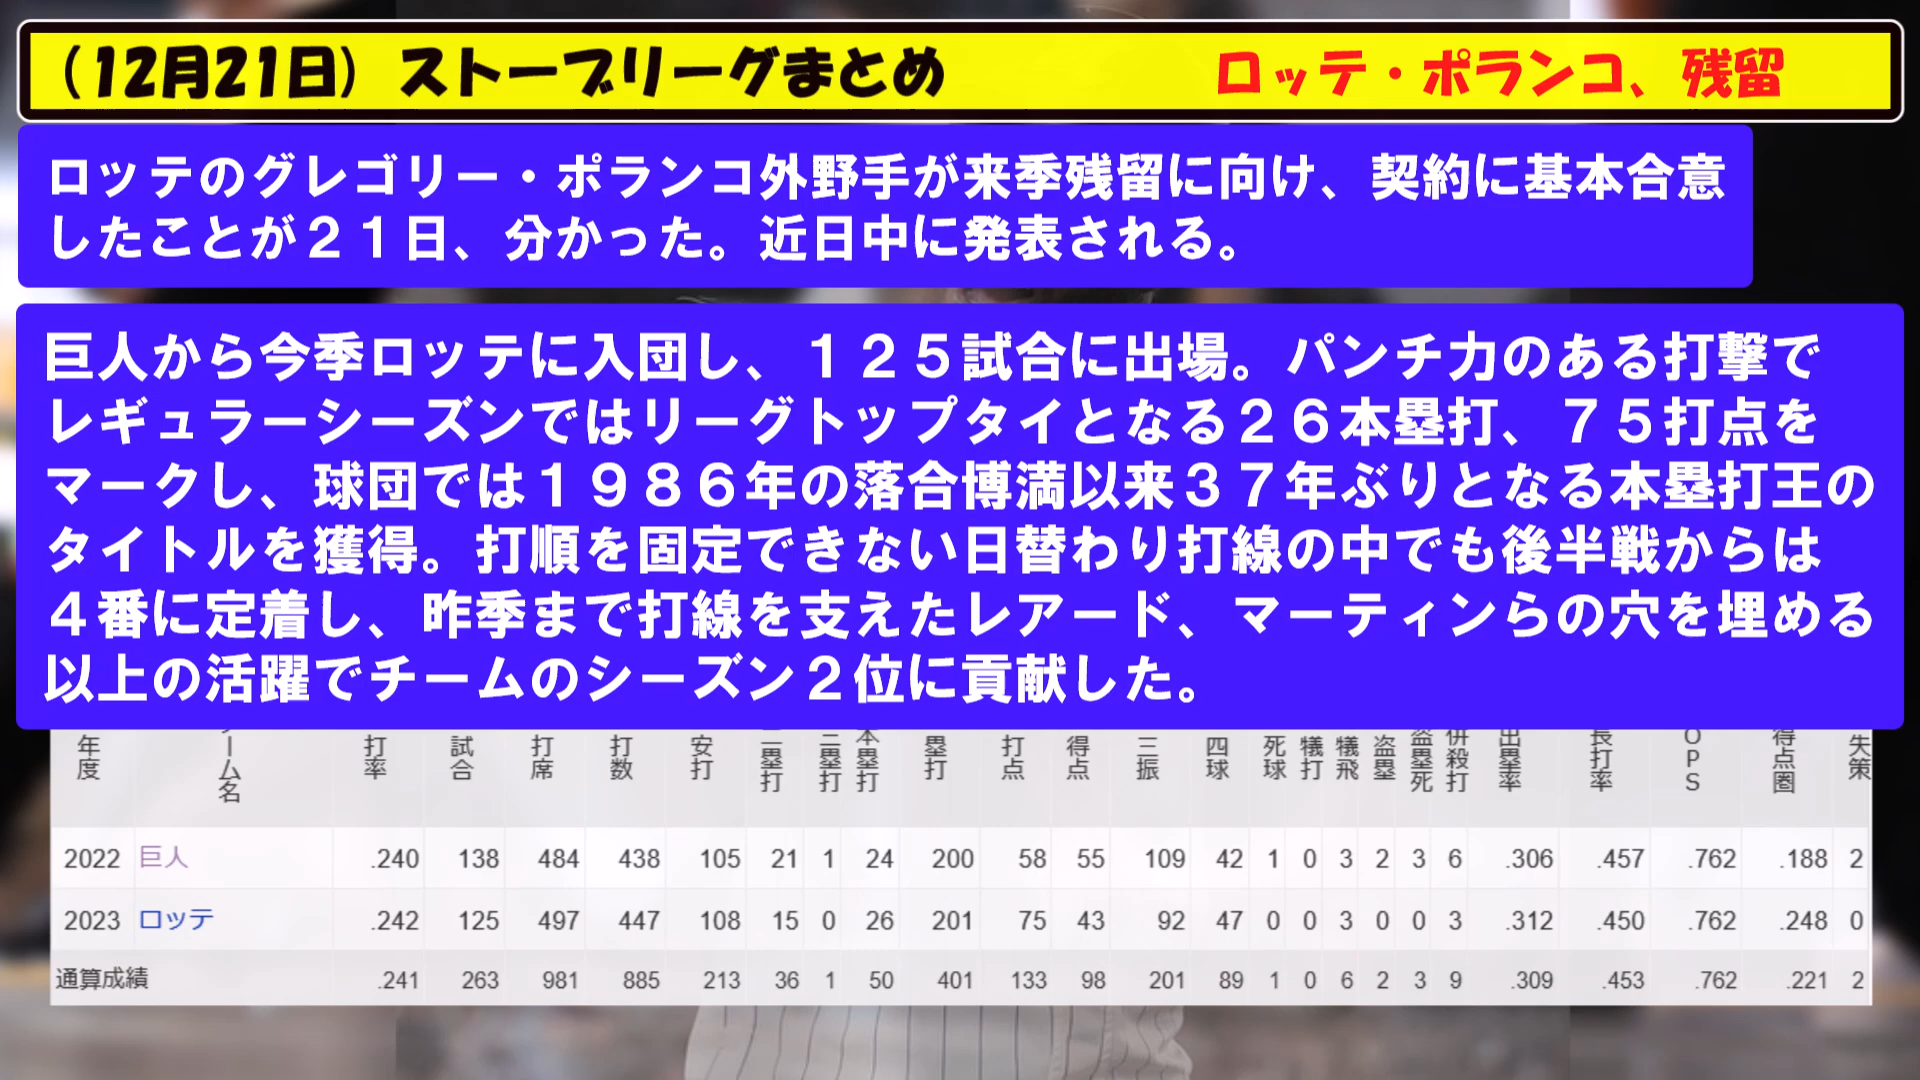 （12月21日）ストーブリーグまとめ　ロッテ・ポランコ、残留
ロッテのグレゴリー・ポランコ外野手が来季残留に向け、契約に基本合意
したことが２１日、分かった。近日中に発表される。
巨人から今季ロッテに入団し、１２５試合に出場。パンチ力のある打撃で
レギュラーシーズンではリーグトップタイとなる２６本塁打、７５打点を
マークし、球団では１９８６年の落合博満以来３７年ぶりとなる本塁打王の
タイトルを獲得。打順を固定できない日替わり打線の中でも後半戦からは
４番に定着し、昨季まで打線を支えたレアード、マーティンらの穴を埋める
以上の活躍でチームのシーズン２位に貢献した。
年度 チーム名 打率 試合 打席 打数 安打 二塁打 三塁打 本塁打 塁打 打点 得点 三振 四球 死球 犠打 犠飛 盗塁 盗塁死 併殺打 出塁率 長打率 OPS 得点圏 失策
2022 巨人 .240 138 484 438 105 21 1 24 200 58 55 109 42 1 0 3 2 3 6 .306 .457 .762 .188 2
2023 ロッテ .242 125 497 447 108 15 0 26 201 75 43 92 47 0 0 3 0 0 3 .312 .450 .762 .248 0
通算成績 .241 263 981 885 213 36 1 50 401 133 98 201 89 1 0 6 2 3 9 .309 .453 .762 .221 2